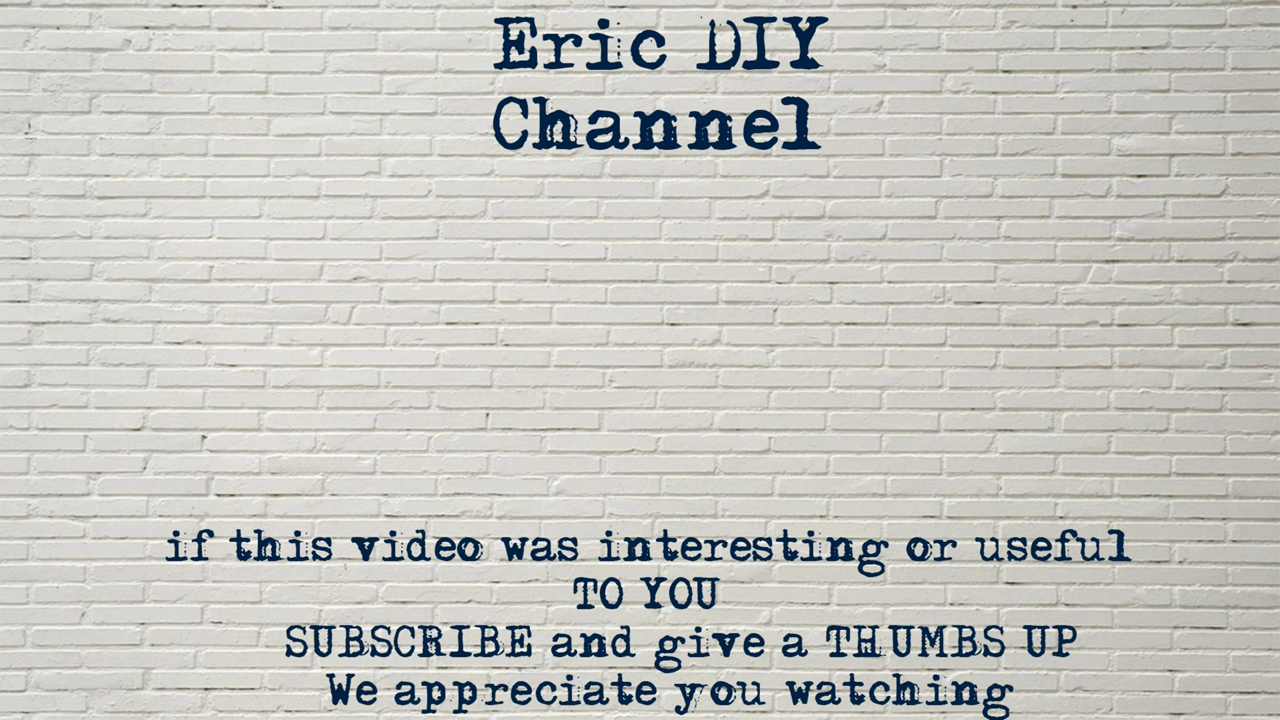 Eric DIY
Channel
if this video was interesting or useful
TO YOU
SUBSCRIBE and give a THUMBS UP
We appreciate you watching